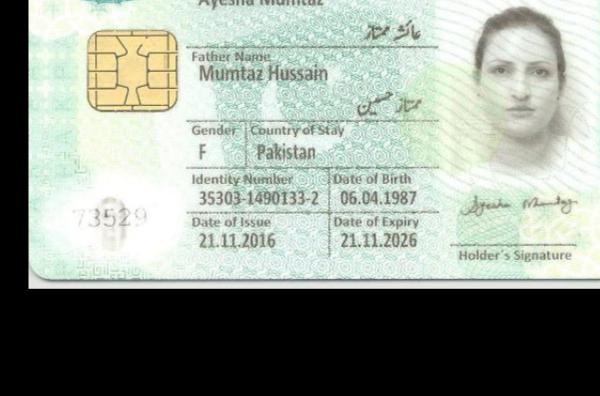 Ayesha Mumtaz
عائشہ ممتاز
Father Name
Mumtaz Hussain
ممتاز حسین
Gender Country of Stay
F Pakistan
Identity Number Date of Birth
35303-1490133-2 06.04.1987
73529
Date of Issue Date of Expiry
21.11.2016 21.11.2026
Ayesha Mumtaz
Holder's Signature